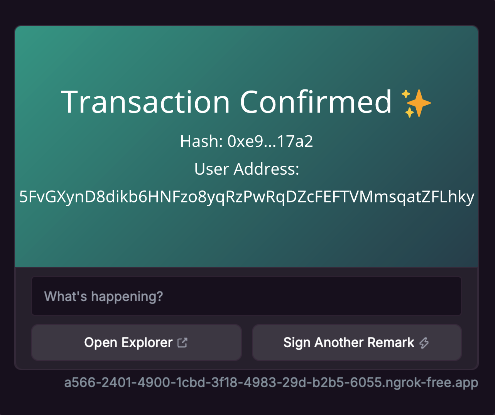 Transaction Confirmed ✨
Hash: 0xe9...17a2
User Address:
5FvGXynD8dikb6HNFzo8yqRzPwRqDZcFEFTVMmsqatZFLhky
What's happening?
Open Explorer
Sign Another Remark
a566-2401-4900-1cbd-3f18-4983-29d-b2b5-6055.ngrok-free.app